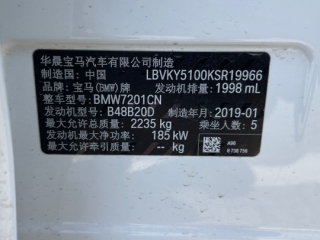 华晨宝马汽车有限公司制造
制造国：中国 LBVKY5100KSR19966
品牌：宝马(BMW)牌 发动机排量：1998 mL
整车型号：BMW7201CN
发动机型号：B48B20D 制造年月：2019-01
最大允许总质量：2235 kg 乘坐人数：5
发动机最大净功率：185 kW
最大允许牵引质量：-- kg
A96
8 736 756